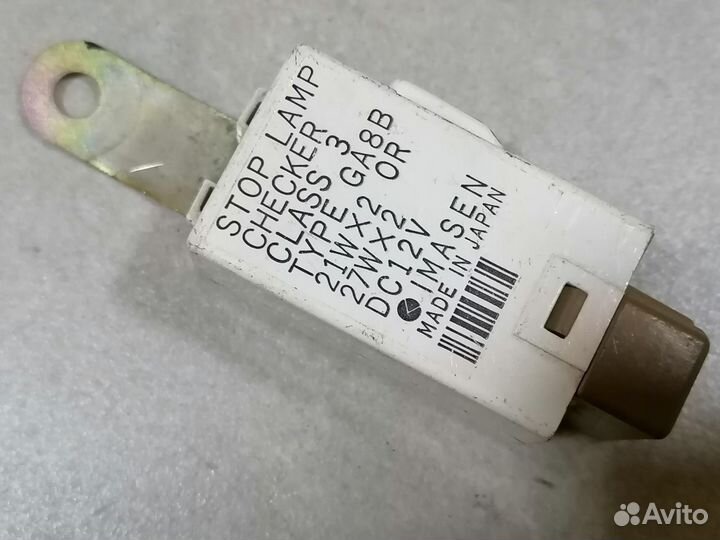 STOP LAMP
CHECKER
CLASS 3
TYPE GA8B
21W×2 OR
27W×2
DC12V
IMASEN
MADE IN JAPAN
Avito